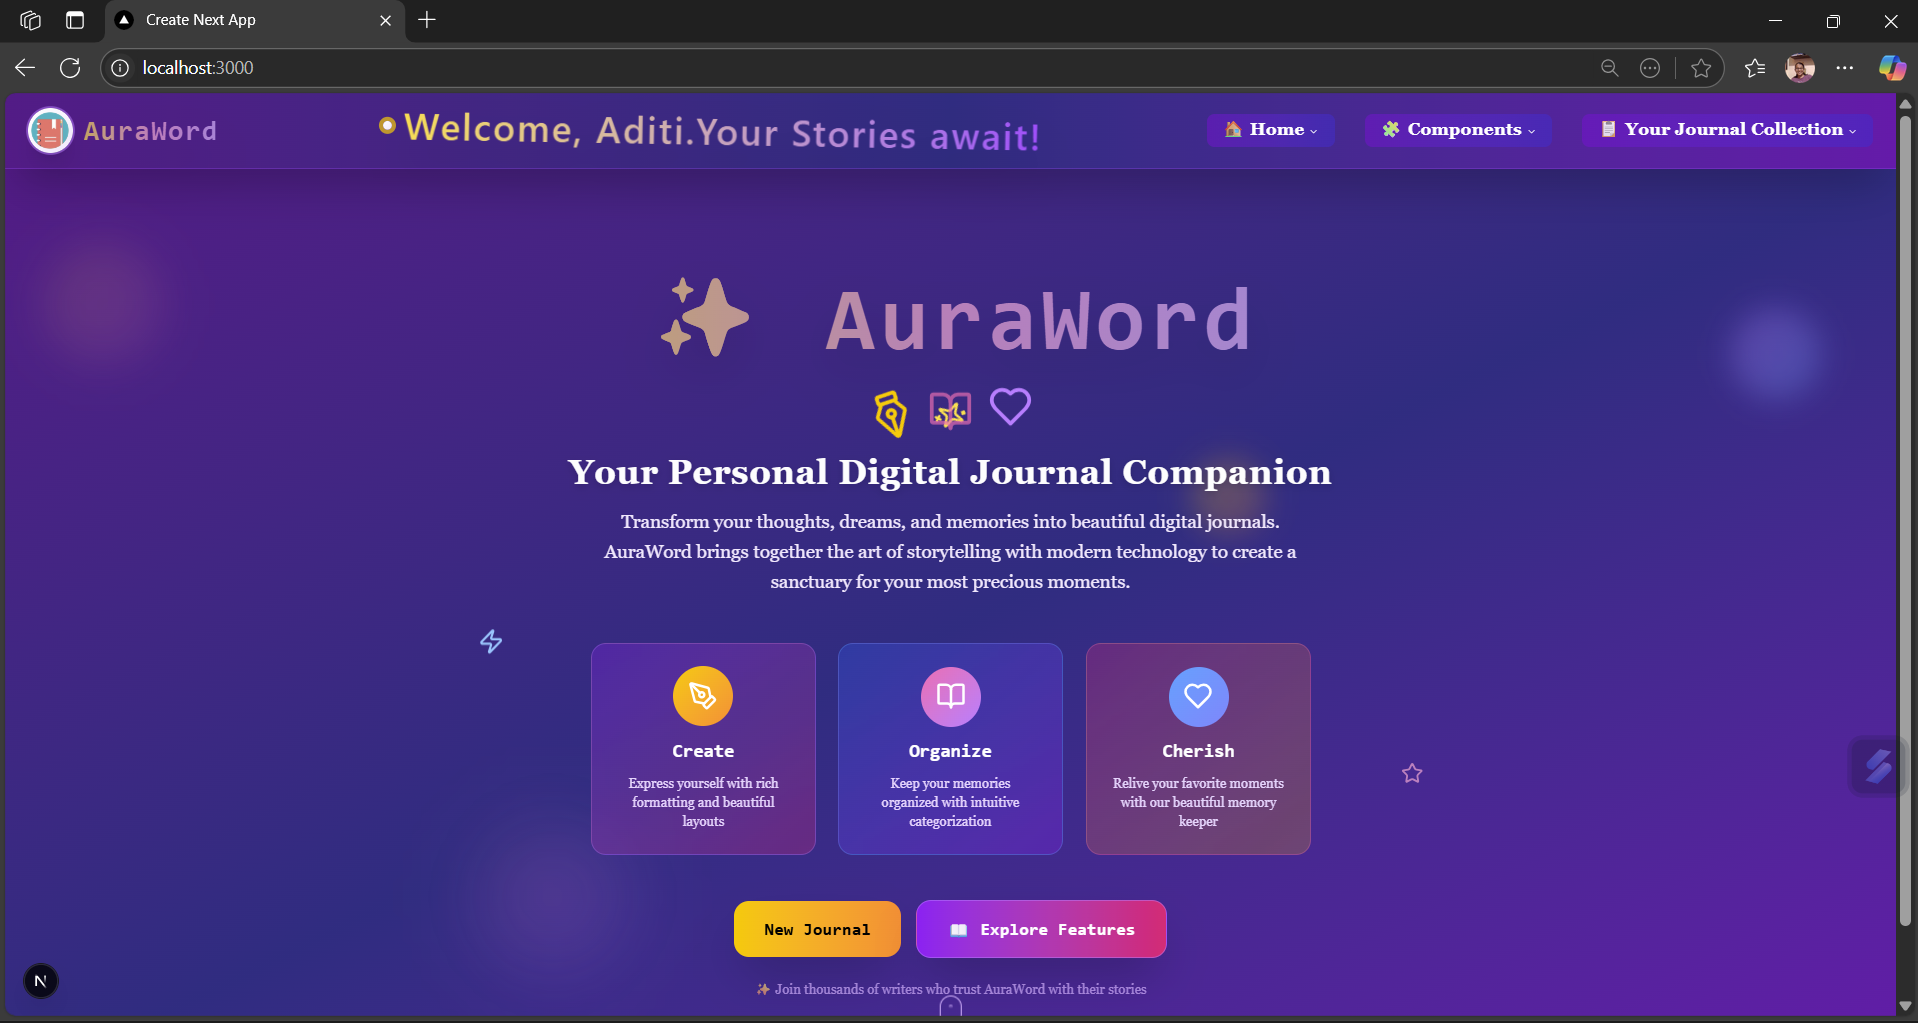 Create Next App
localhost:3000
AuraWord
Welcome, Aditi.Your Stories await!
🏠 Home
🧩 Components
📋 Your Journal Collection
✨ AuraWord
Your Personal Digital Journal Companion
Transform your thoughts, dreams, and memories into beautiful digital journals.
AuraWord brings together the art of storytelling with modern technology to create a
sanctuary for your most precious moments.
Create
Express yourself with rich
formatting and beautiful
layouts
Organize
Keep your memories
organized with intuitive
categorization
Cherish
Relive your favorite moments
with our beautiful memory
keeper
New Journal
📖 Explore Features
✨ Join thousands of writers who trust AuraWord with their stories
N